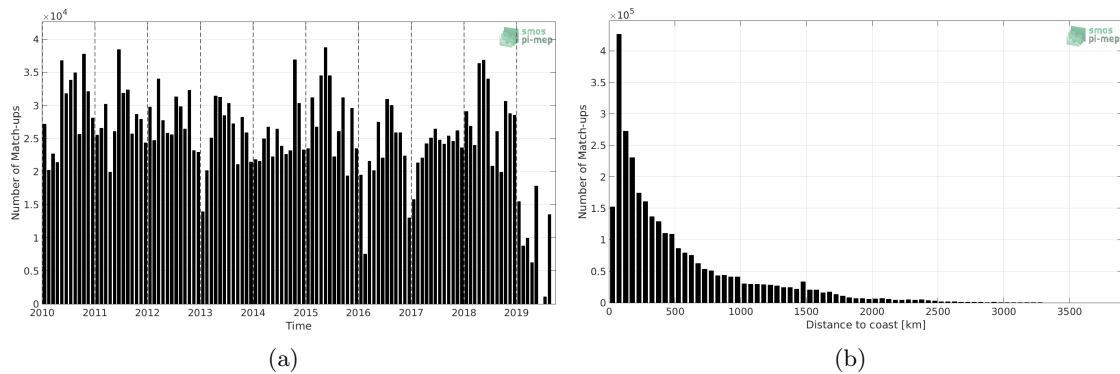 ×10⁴
4
3.5
3
2.5
2
1.5
1
0.5
0
2010 2011 2012 2013 2014 2015 2016 2017 2018 2019
Number of Match-ups
Time
smos
pi-mep
(a)
×10⁵
4
3.5
3
2.5
2
1.5
1
0.5
0
0 500 1000 1500 2000 2500 3000 3500
Number of Match-ups
Distance to coast [km]
smos
pi-mep
(b)